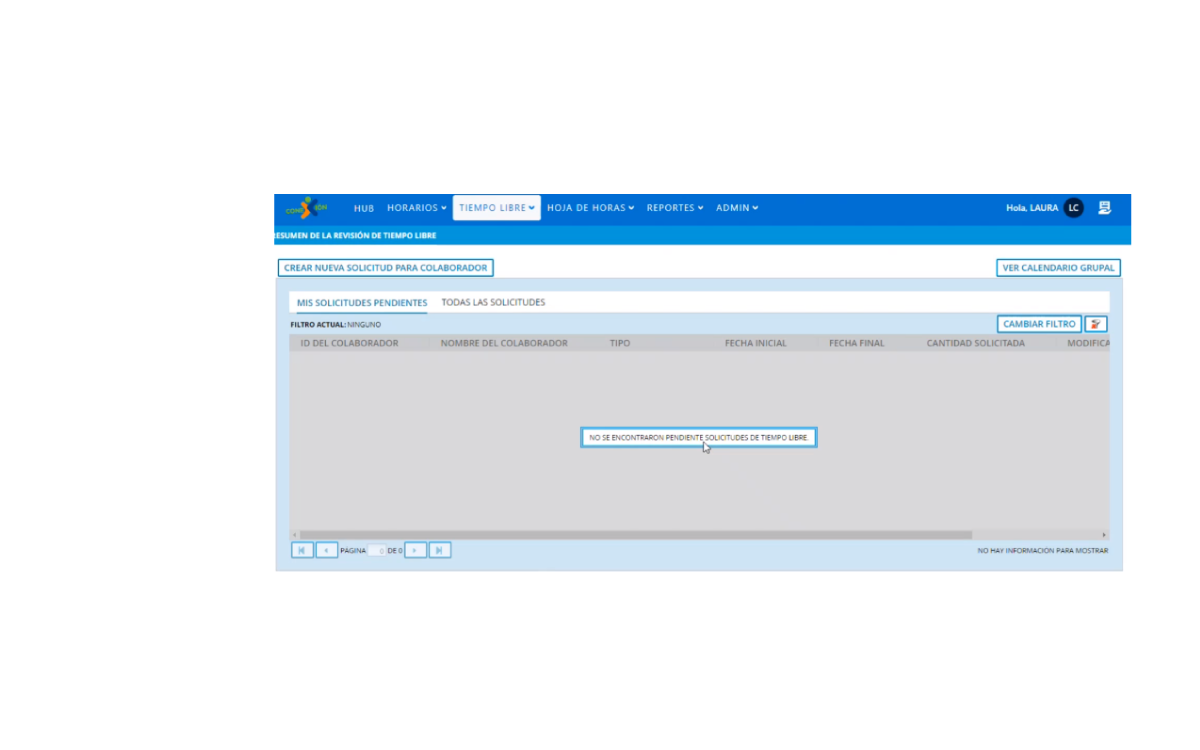 CONEXION HUB HORARIOS TIEMPO LIBRE HOJA DE HORAS REPORTES ADMIN Hola, LAURA LC
ESUMEN DE LA REVISIÓN DE TIEMPO LIBRE
CREAR NUEVA SOLICITUD PARA COLABORADOR VER CALENDARIO GRUPAL
MIS SOLICITUDES PENDIENTES TODAS LAS SOLICITUDES
FILTRO ACTUAL: NINGUNO CAMBIAR FILTRO
ID DEL COLABORADOR NOMBRE DEL COLABORADOR TIPO FECHA INICIAL FECHA FINAL CANTIDAD SOLICITADA MODIFICA
NO SE ENCONTRARON PENDIENTE SOLICITUDES DE TIEMPO LIBRE.
PÁGINA 0 DE 0 NO HAY INFORMACIÓN PARA MOSTRAR